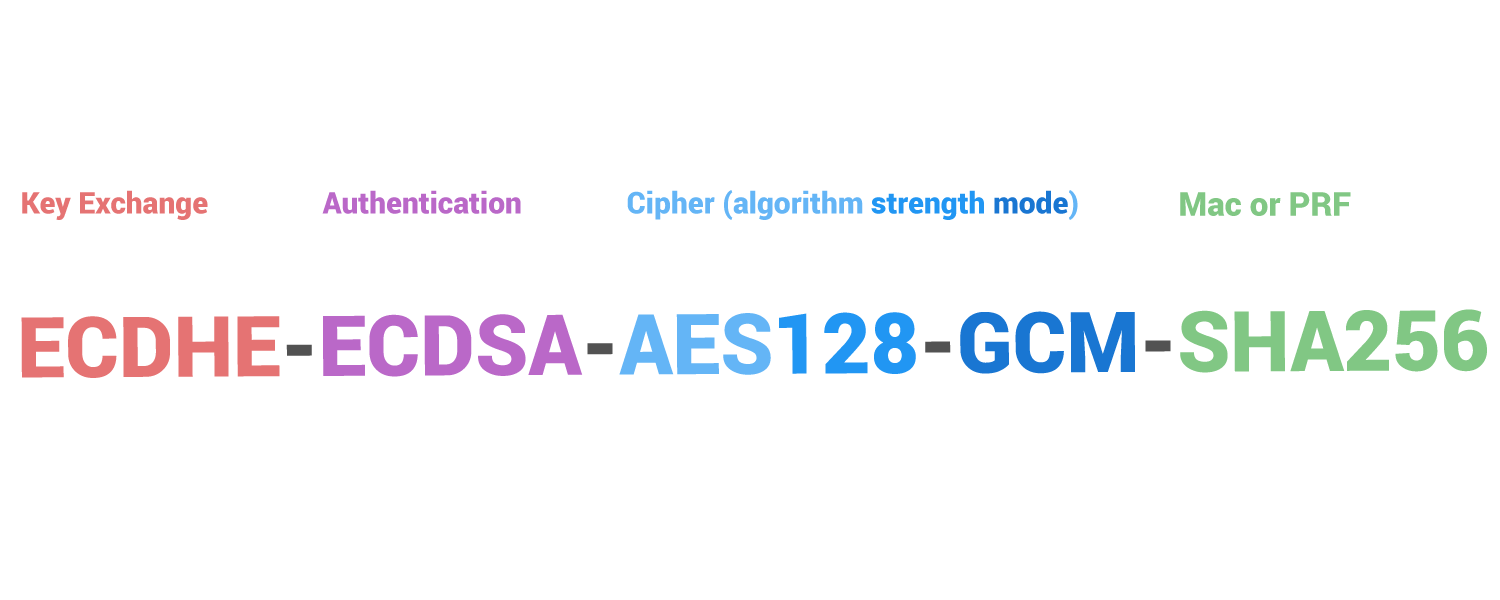 Key Exchange Authentication Cipher (algorithm strength mode) Mac or PRF
ECDHE-ECDSA-AES128-GCM-SHA256